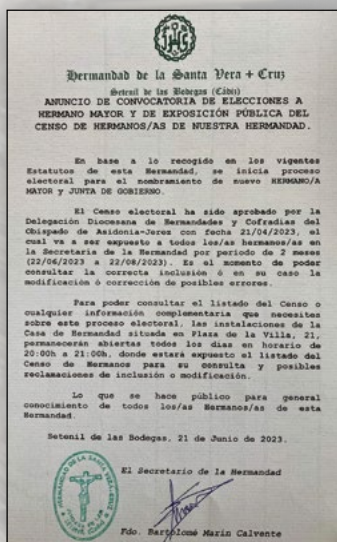 Hermandad de la Santa Vera + Cruz
Setenil de las Bodegas (Cádiz)
ANUNCIO DE CONVOCATORIA DE ELECCIONES A
HERMANO MAYOR Y DE EXPOSICIÓN PÚBLICA DEL
CENSO DE HERMANOS/AS DE NUESTRA HERMANDAD.
En base a lo recogido en los vigentes
Estatutos de esta Hermandad, se inicia proceso
electoral para el nombramiento de nuevo HERMANO/A
MAYOR y JUNTA DE GOBIERNO.
El Censo electoral ha sido aprobado por la
Delegación Diocesana de Hermandades y Cofradías del
Obispado de Asidonia-Jerez con fecha 21/04/2023, el
cual va a ser expuesto a todos los/as hermanos/as en
la Secretaría de la Hermandad por periodo de 2 meses
(22/06/2023 a 22/08/2023). Es el momento de poder
consultar la correcta inclusión ó en su caso la
modificación ó corrección de posibles errores.
Para poder consultar el listado del Censo o
cualquier información complementaria que necesites
sobre este proceso electoral, las instalaciones de la
Casa de Hermandad situada en Plaza de la Villa, 21,
permanecerán abiertas todos los días en horario de
20:00h a 21:00h, donde estará expuesto el listado del
Censo de Hermanos para su consulta y posibles
reclamaciones de inclusión o modificación.
Lo que se hace público para general
conocimiento de todos los/as Hermanos/as de esta
Hermandad.
Setenil de las Bodegas, 21 de Junio de 2023.
El Secretario de la Hermandad
Fdo. Bartolomé Marín Calvente